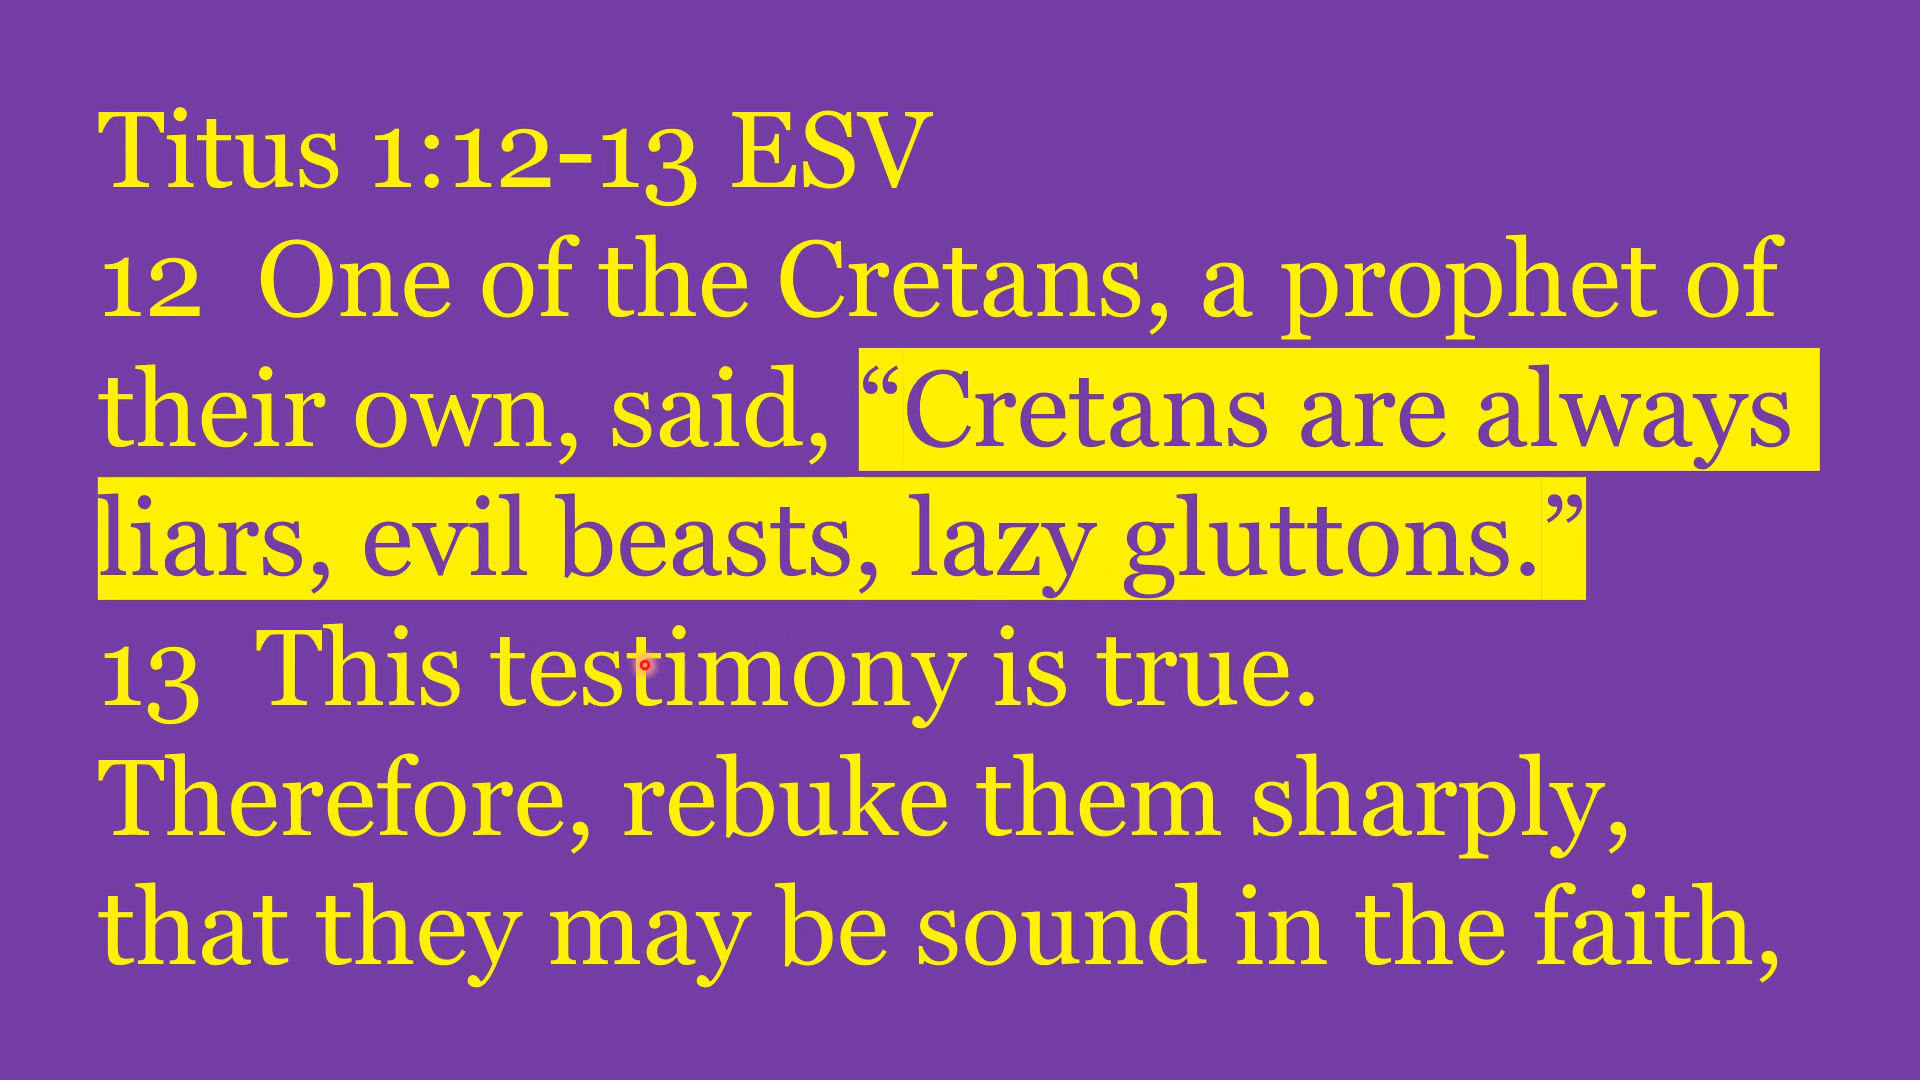 Titus 1:12-13 ESV
12  One of the Cretans, a prophet of
their own, said, “Cretans are always
liars, evil beasts, lazy gluttons.”
13  This testimony is true.
Therefore, rebuke them sharply,
that they may be sound in the faith,